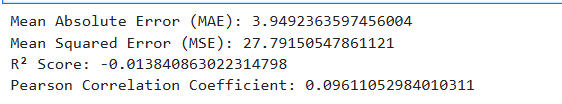 Mean Absolute Error (MAE): 3.9492363597456004
Mean Squared Error (MSE): 27.79150547861121
R² Score: -0.013840863022314798
Pearson Correlation Coefficient: 0.09611052984010311